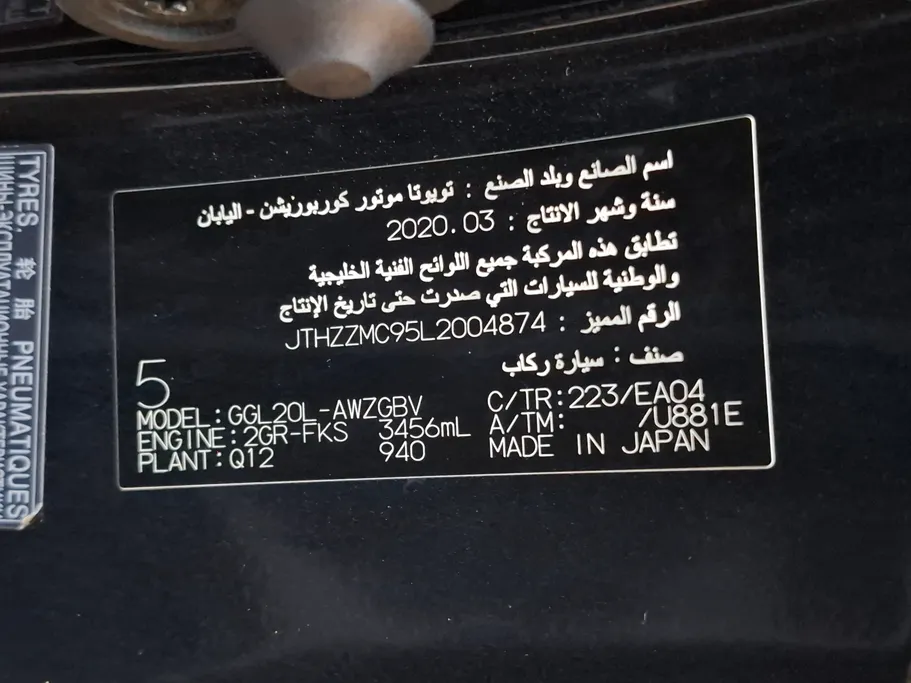 اسم الصانع وبلد الصنع : تويوتا موتور كوربوريشن - اليابان
سنة وشهر الانتاج : 2020.03
تطابق هذه المركبة جميع اللوائح الفنية الخليجية
والوطنية للسيارات التي صدرت حتى تاريخ الإنتاج
الرقم المميز : JTHZZMC95L2004874
صنف : سيارة ركاب
5
MODEL:GGL20L-AWZGBV C/TR:223/EA04
ENGINE:2GR-FKS 3456mL A/TM: /U881E
PLANT:Q12 940 MADE IN JAPAN
TYRES, 轮 胎 PNEUMATIQUES